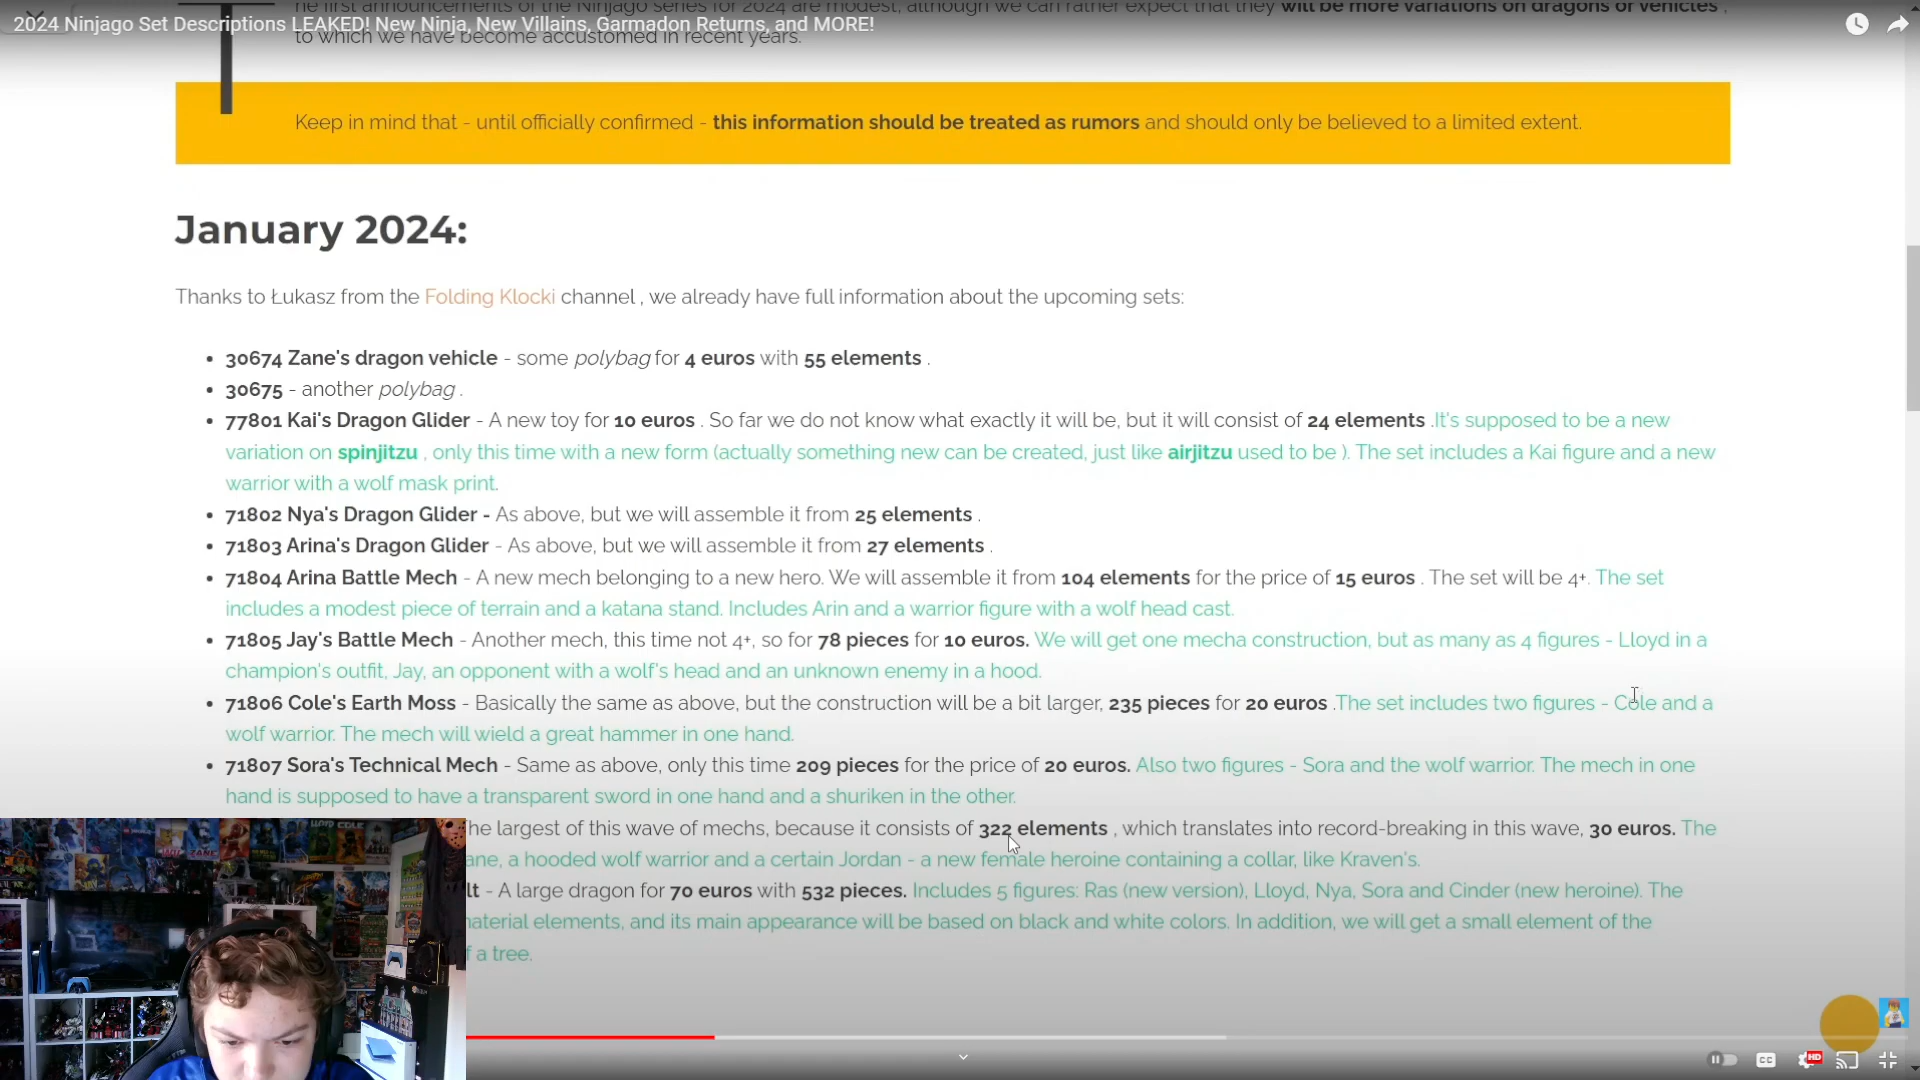 he first announcements of the Ninjago series for 2024 are modest, although we can rather expect that they will be more variations on dragons or vehicles ,
2024 Ninjago Set Descriptions LEAKED! New Ninja, New Villains, Garmadon Returns, and MORE!
to which we have become accustomed in recent years.
Keep in mind that - until officially confirmed - this information should be treated as rumors and should only be believed to a limited extent.
January 2024:
Thanks to Łukasz from the Folding Klocki channel , we already have full information about the upcoming sets:
• 30674 Zane's dragon vehicle - some polybag for 4 euros with 55 elements .
• 30675 - another polybag .
• 77801 Kai's Dragon Glider - A new toy for 10 euros . So far we do not know what exactly it will be, but it will consist of 24 elements .It's supposed to be a new
variation on spinjitzu , only this time with a new form (actually something new can be created, just like airjitzu used to be ). The set includes a Kai figure and a new
warrior with a wolf mask print.
• 71802 Nya's Dragon Glider - As above, but we will assemble it from 25 elements .
• 71803 Arina's Dragon Glider - As above, but we will assemble it from 27 elements .
• 71804 Arina Battle Mech - A new mech belonging to a new hero. We will assemble it from 104 elements for the price of 15 euros . The set will be 4+. The set
includes a modest piece of terrain and a katana stand. Includes Arin and a warrior figure with a wolf head cast.
• 71805 Jay's Battle Mech - Another mech, this time not 4+, so for 78 pieces for 10 euros. We will get one mecha construction, but as many as 4 figures - Lloyd in a
champion's outfit, Jay, an opponent with a wolf's head and an unknown enemy in a hood.
• 71806 Cole's Earth Moss - Basically the same as above, but the construction will be a bit larger, 235 pieces for 20 euros .The set includes two figures - Cole and a
wolf warrior. The mech will wield a great hammer in one hand.
• 71807 Sora's Technical Mech - Same as above, only this time 209 pieces for the price of 20 euros. Also two figures - Sora and the wolf warrior. The mech in one
hand is supposed to have a transparent sword in one hand and a shuriken in the other.
he largest of this wave of mechs, because it consists of 322 elements , which translates into record-breaking in this wave, 30 euros. The
ane, a hooded wolf warrior and a certain Jordan - a new female heroine containing a collar, like Kraven's.
lt - A large dragon for 70 euros with 532 pieces. Includes 5 figures: Ras (new version), Lloyd, Nya, Sora and Cinder (new heroine). The
naterial elements, and its main appearance will be based on black and white colors. In addition, we will get a small element of the
f a tree.
CC
HD